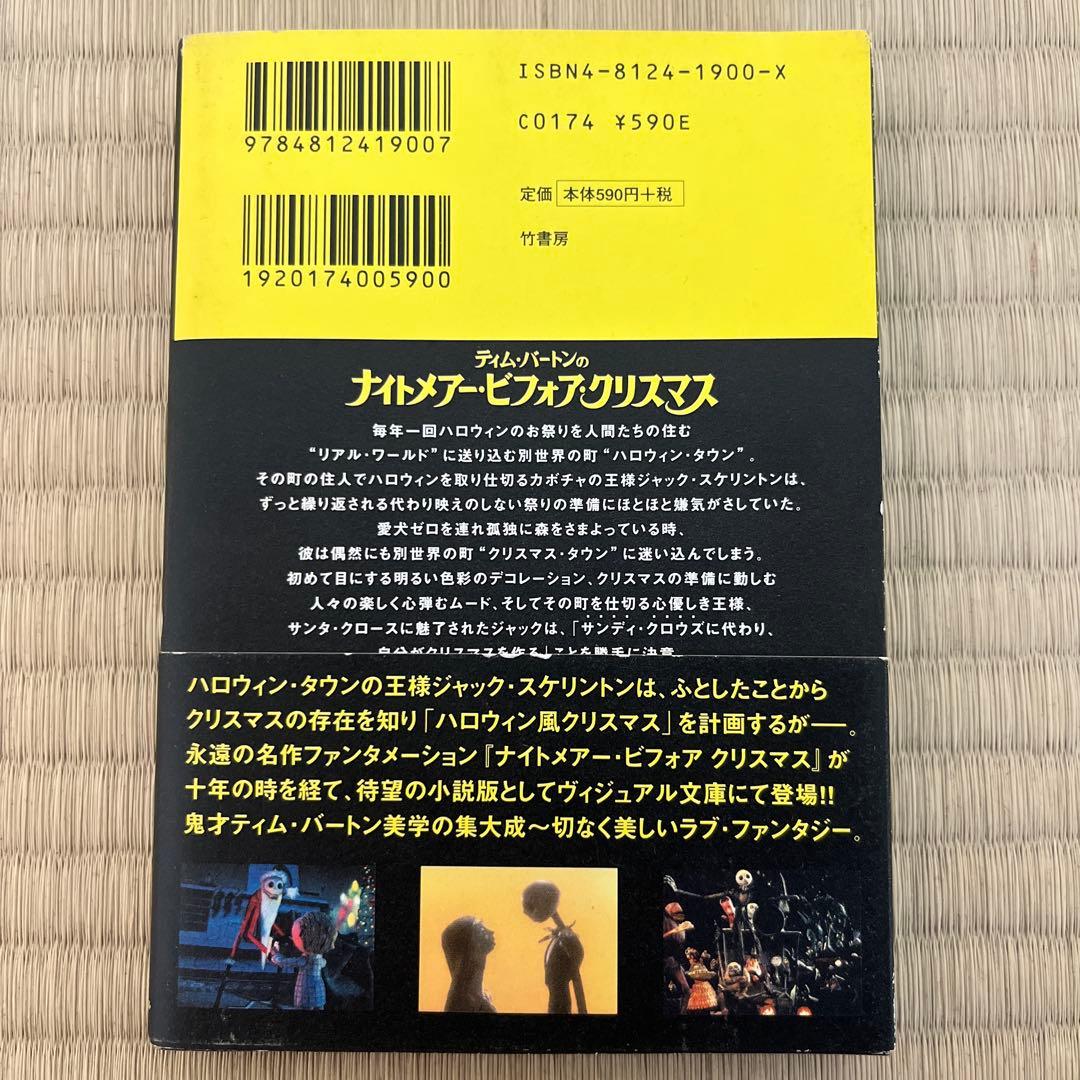 9784812419007
ISBN4-8124-1900-X
C0174 ¥590E
1920174005900
定価 本体590円+税
竹書房
ティム・バートンの
ナイトメアー・ビフォア・クリスマス
毎年一回ハロウィンのお祭りを人間たちの住む
“リアル・ワールド”に送り込む別世界の町“ハロウィン・タウン”。
その町の住人でハロウィンを取り仕切るカボチャの王様ジャック・スケリントンは、
ずっと繰り返される代わり映えのしない祭りの準備にほとほと嫌気がさしていた。
愛犬ゼロを連れ孤独に森をさまよっている時、
彼は偶然にも別世界の町“クリスマス・タウン”に迷い込んでしまう。
初めて目にする明るい色彩のデコレーション、クリスマスの準備に勤しむ
人々の楽しく心弾むムード、そしてその町を仕切る心優しき王様、
サンタ・クロースに魅了されたジャックは、「サンディ・クロウズに代わり、
自分がクリスマスを作る」ことを勝手に決意
ハロウィン・タウンの王様ジャック・スケリントンは、ふとしたことから
クリスマスの存在を知り「ハロウィン風クリスマス」を計画するが──。
永遠の名作ファンタメーション『ナイトメアー・ビフォア クリスマス』が
十年の時を経て、待望の小説版としてヴィジュアル文庫にて登場!!
鬼才ティム・バートン美学の集大成〜切なく美しいラブ・ファンタジー。